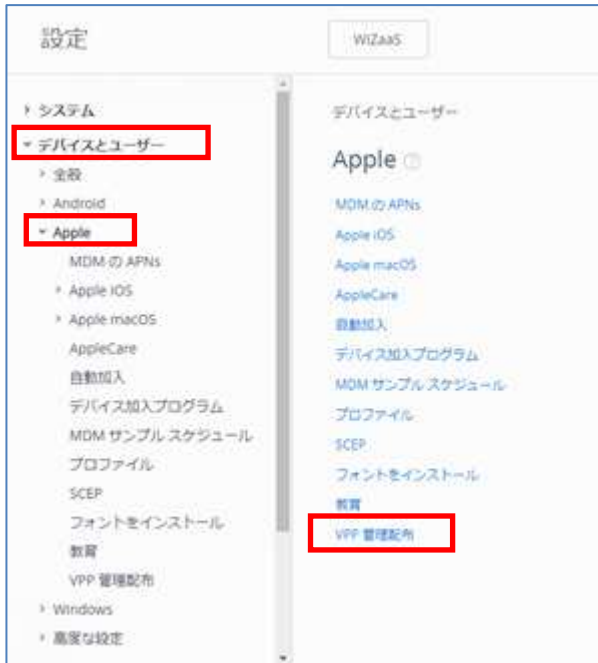 設定
WiZaaS
システム
デバイスとユーザー
全般
Android
Apple
MDM の APNs
Apple iOS
Apple macOS
AppleCare
自動加入
デバイス加入プログラム
MDM サンプル スケジュール
プロファイル
SCEP
フォントをインストール
教育
VPP 管理配布
Windows
高度な設定
デバイスとユーザー
Apple
MDM の APNs
Apple iOS
Apple macOS
AppleCare
自動加入
デバイス加入プログラム
MDM サンプル スケジュール
プロファイル
SCEP
フォントをインストール
教育
VPP 管理配布